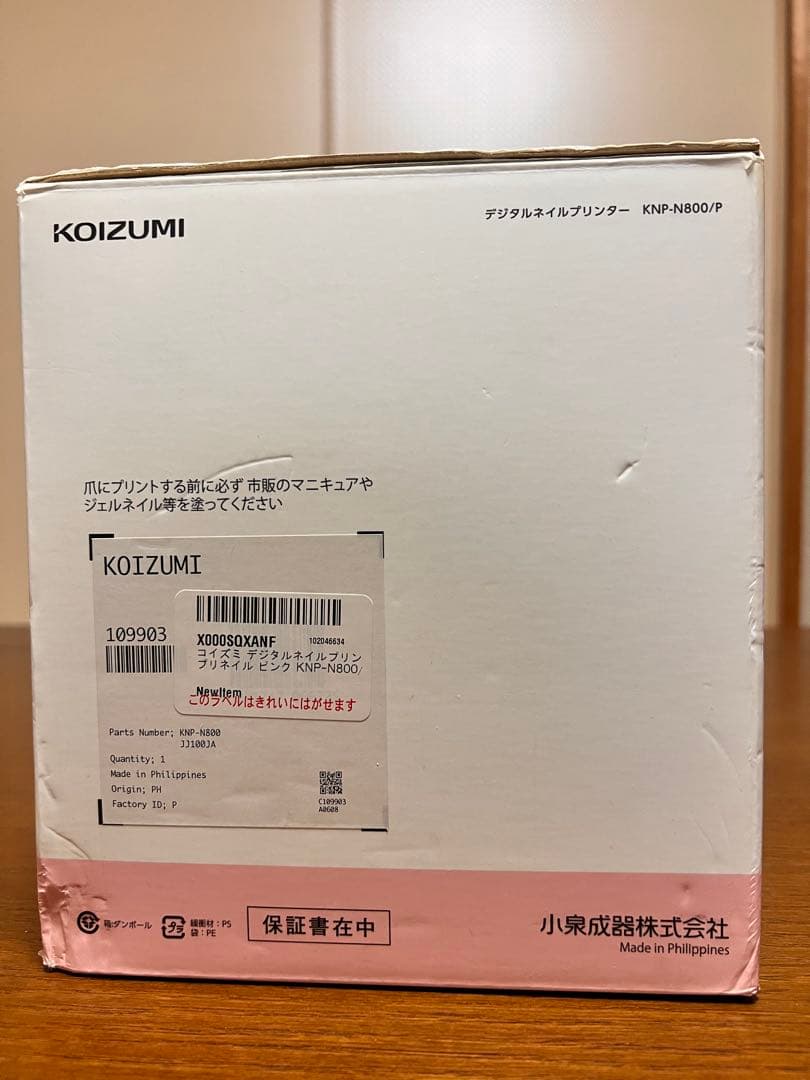 KOIZUMI
デジタルネイルプリンター KNP-N800/P
爪にプリントする前に必ず 市販のマニキュアや
ジェルネイル等を塗ってください
KOIZUMI
109903
X000SQXANF 102046634
コイズミ デジタルネイルプリン
プリネイル ピンク KNP-N800/
NewItem
このラベルはきれいにはがせます
Parts Number; KNP-N800
JJ100JA
Quantity; 1
Made in Philippines
Origin; PH
Factory ID; P
C109903
A0608
箱:ダンボール
プラ
緩衝材:PS
袋:PE
保証書在中
小泉成器株式会社
Made in Philippines